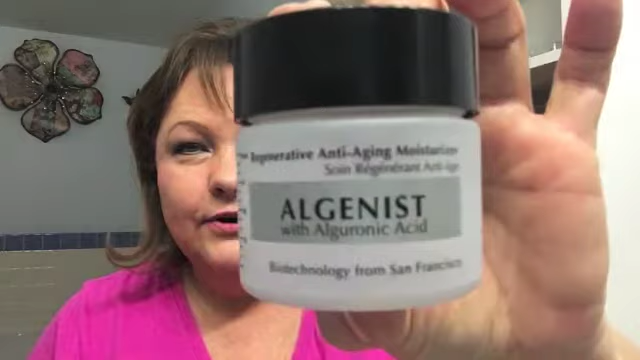 Regenerative Anti-Aging Moisturizer
Soin Régénérant Anti-âge
ALGENIST
with Alguronic Acid
Biotechnology from San Francisco